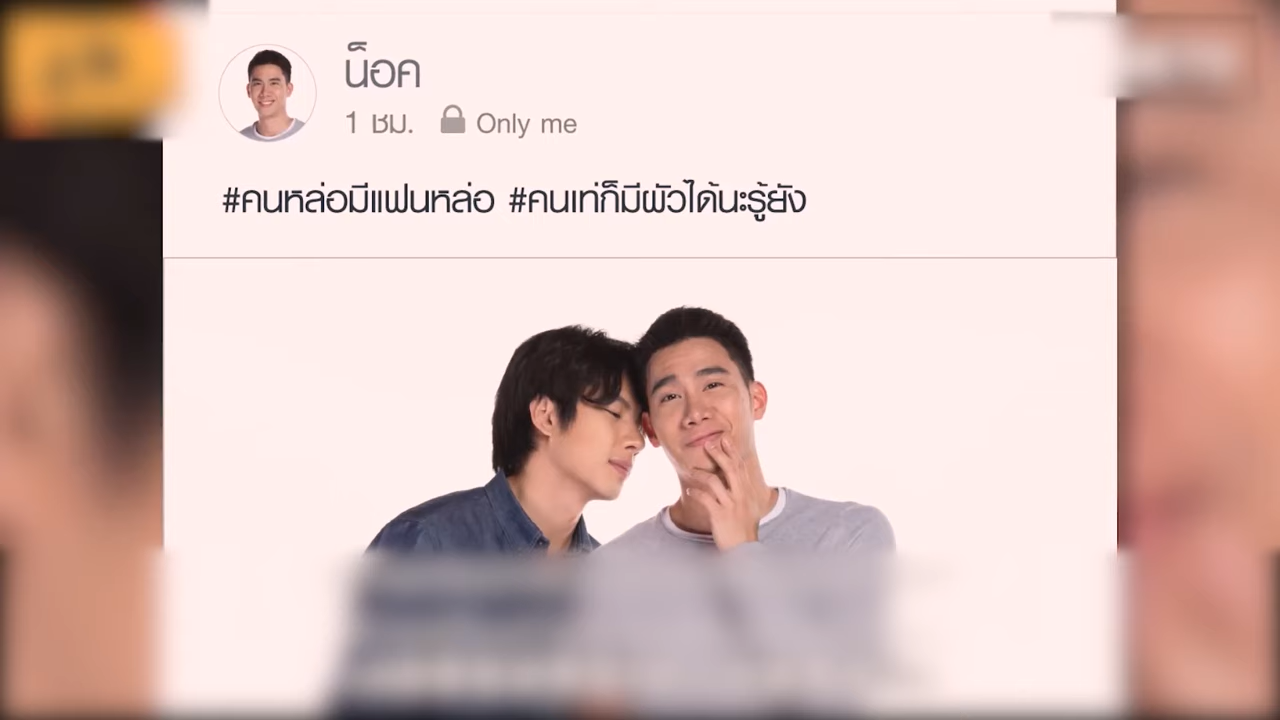 น็อค
1 ชม. Only me
#คนหล่อมีแฟนหล่อ #คนเท่ก็มีผัวได้นะรู้ยัง